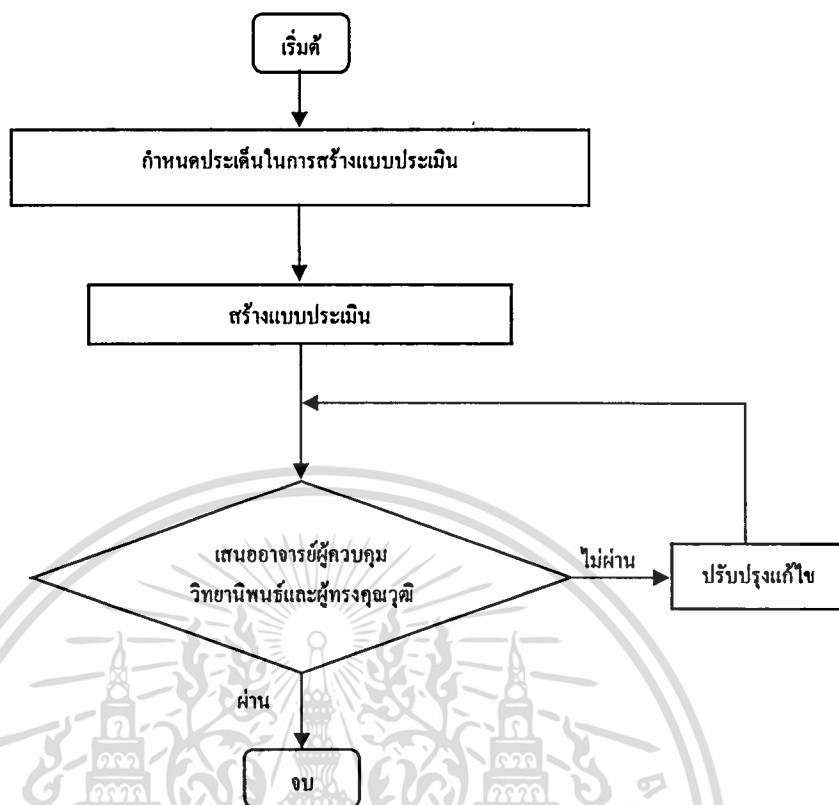 เริ่มต้
กำหนดประเด็นในการสร้างแบบประเมิน
สร้างแบบประเมิน
เสนออาจารย์ผู้ควบคุม
วิทยานิพนธ์และผู้ทรงคุณวุฒิ
ไม่ผ่าน
ปรับปรุงแก้ไข
ผ่าน
จบ